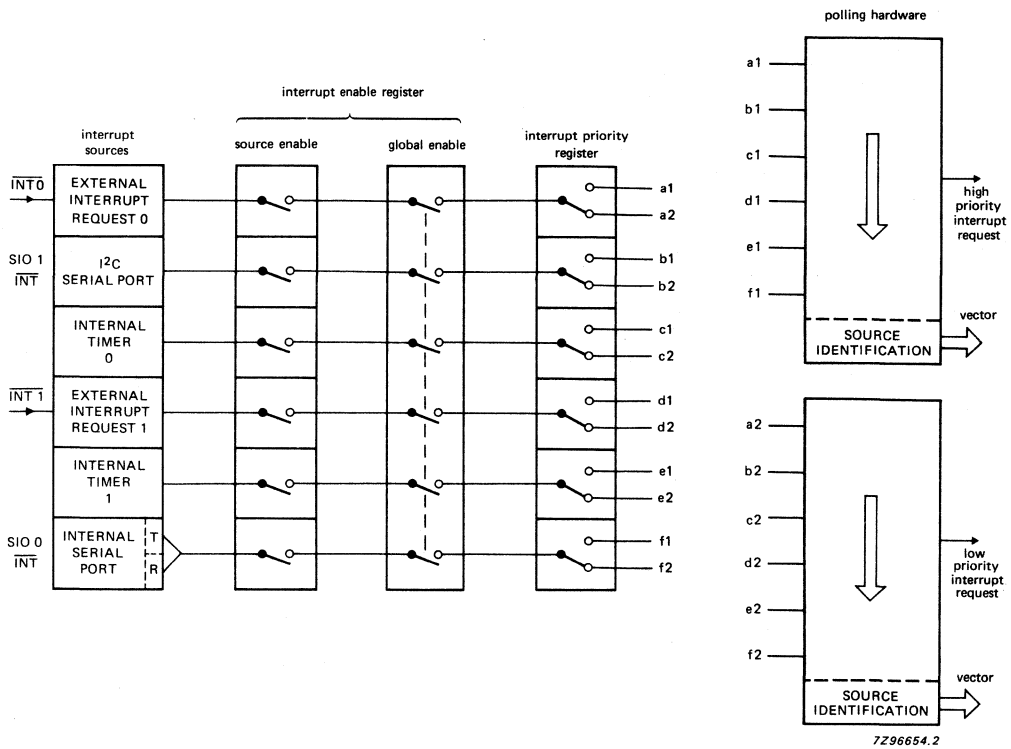 polling hardware
interrupt enable register
interrupt
sources
source enable
global enable
interrupt priority
register
INT0
EXTERNAL
INTERRUPT
REQUEST 0
a1
a2
SIO 1
INT
I²C
SERIAL PORT
b1
b2
INTERNAL
TIMER
0
c1
c2
INT 1
EXTERNAL
INTERRUPT
REQUEST 1
d1
d2
INTERNAL
TIMER
1
e1
e2
SIO 0
INT
INTERNAL
SERIAL
PORT
T
R
f1
f2
a1
b1
c1
d1
e1
f1
high
priority
interrupt
request
SOURCE
IDENTIFICATION
vector
a2
b2
c2
d2
e2
f2
low
priority
interrupt
request
SOURCE
IDENTIFICATION
vector
7Z96654.2